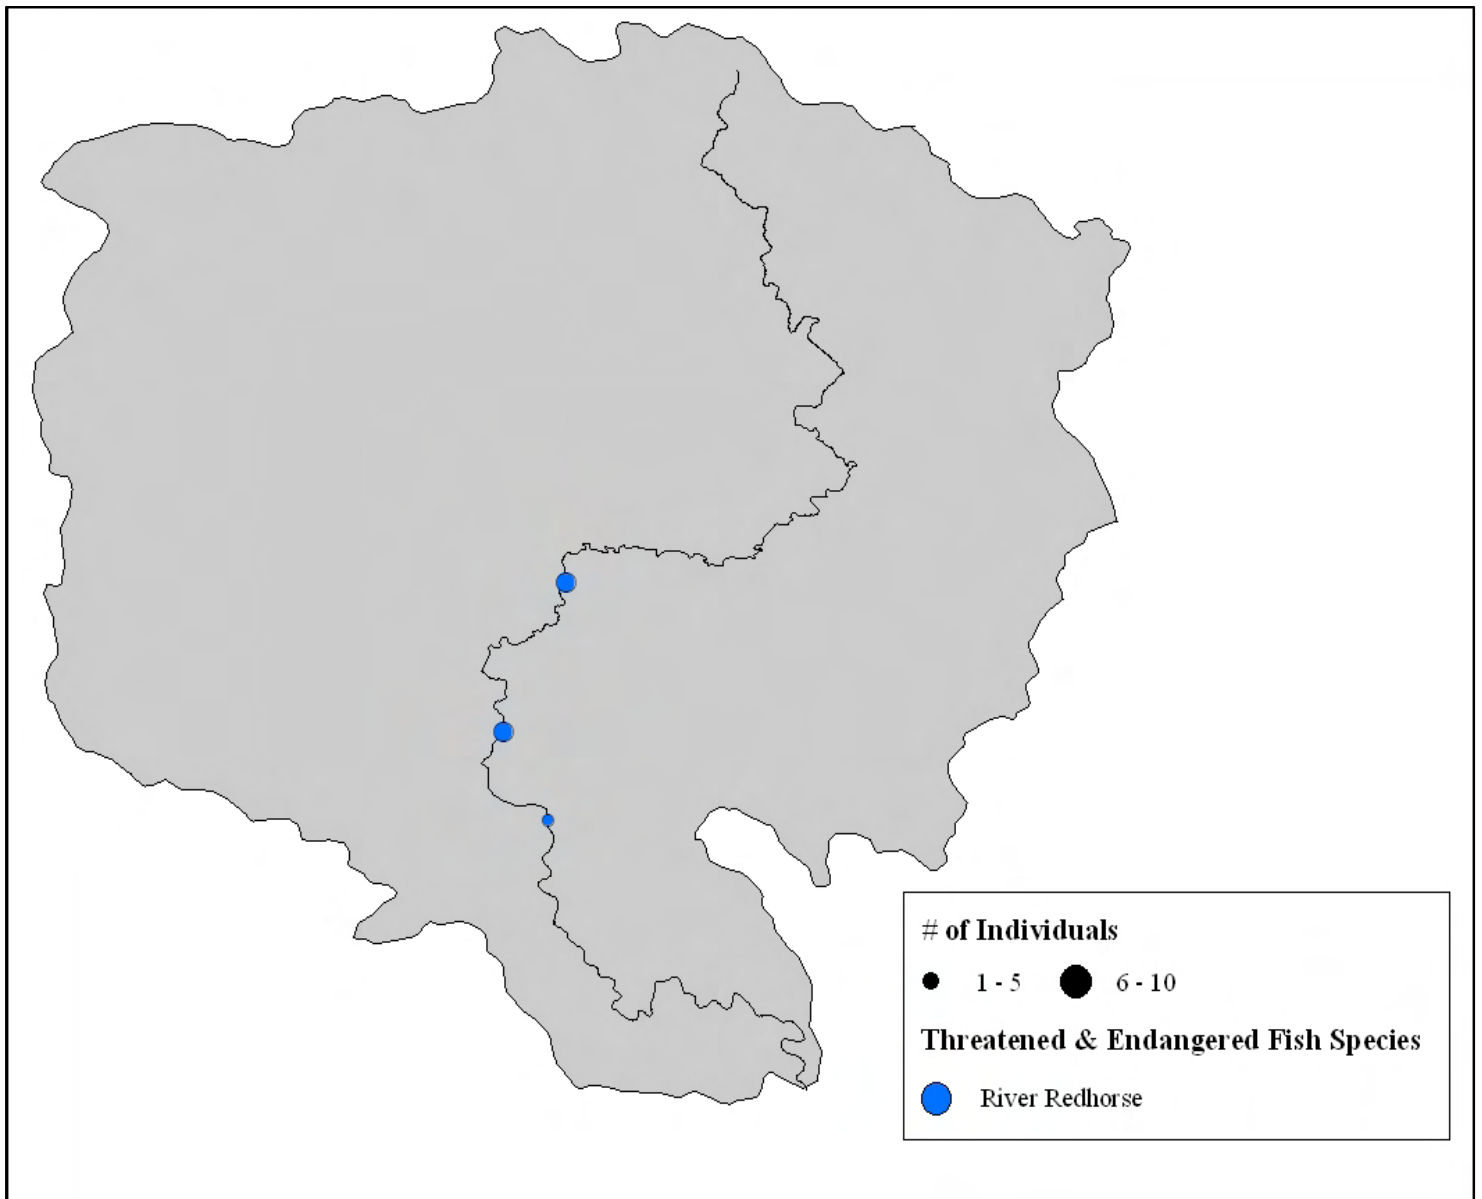 # of Individuals
1 - 5 6 - 10
Threatened & Endangered Fish Species
River Redhorse